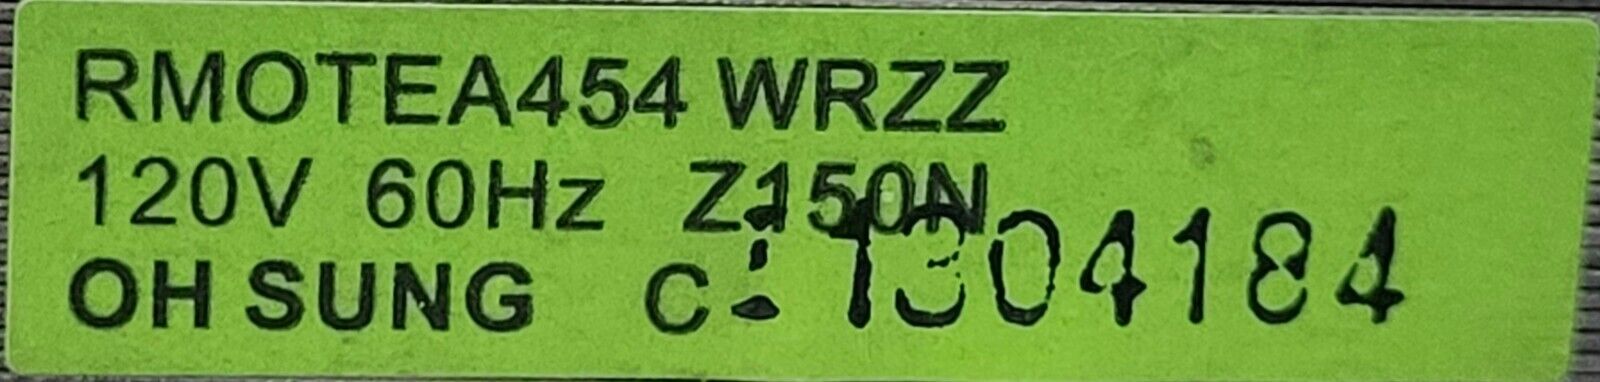 RMOTEA454 WRZZ
120V 60Hz Z150N
OH SUNG C 1304184